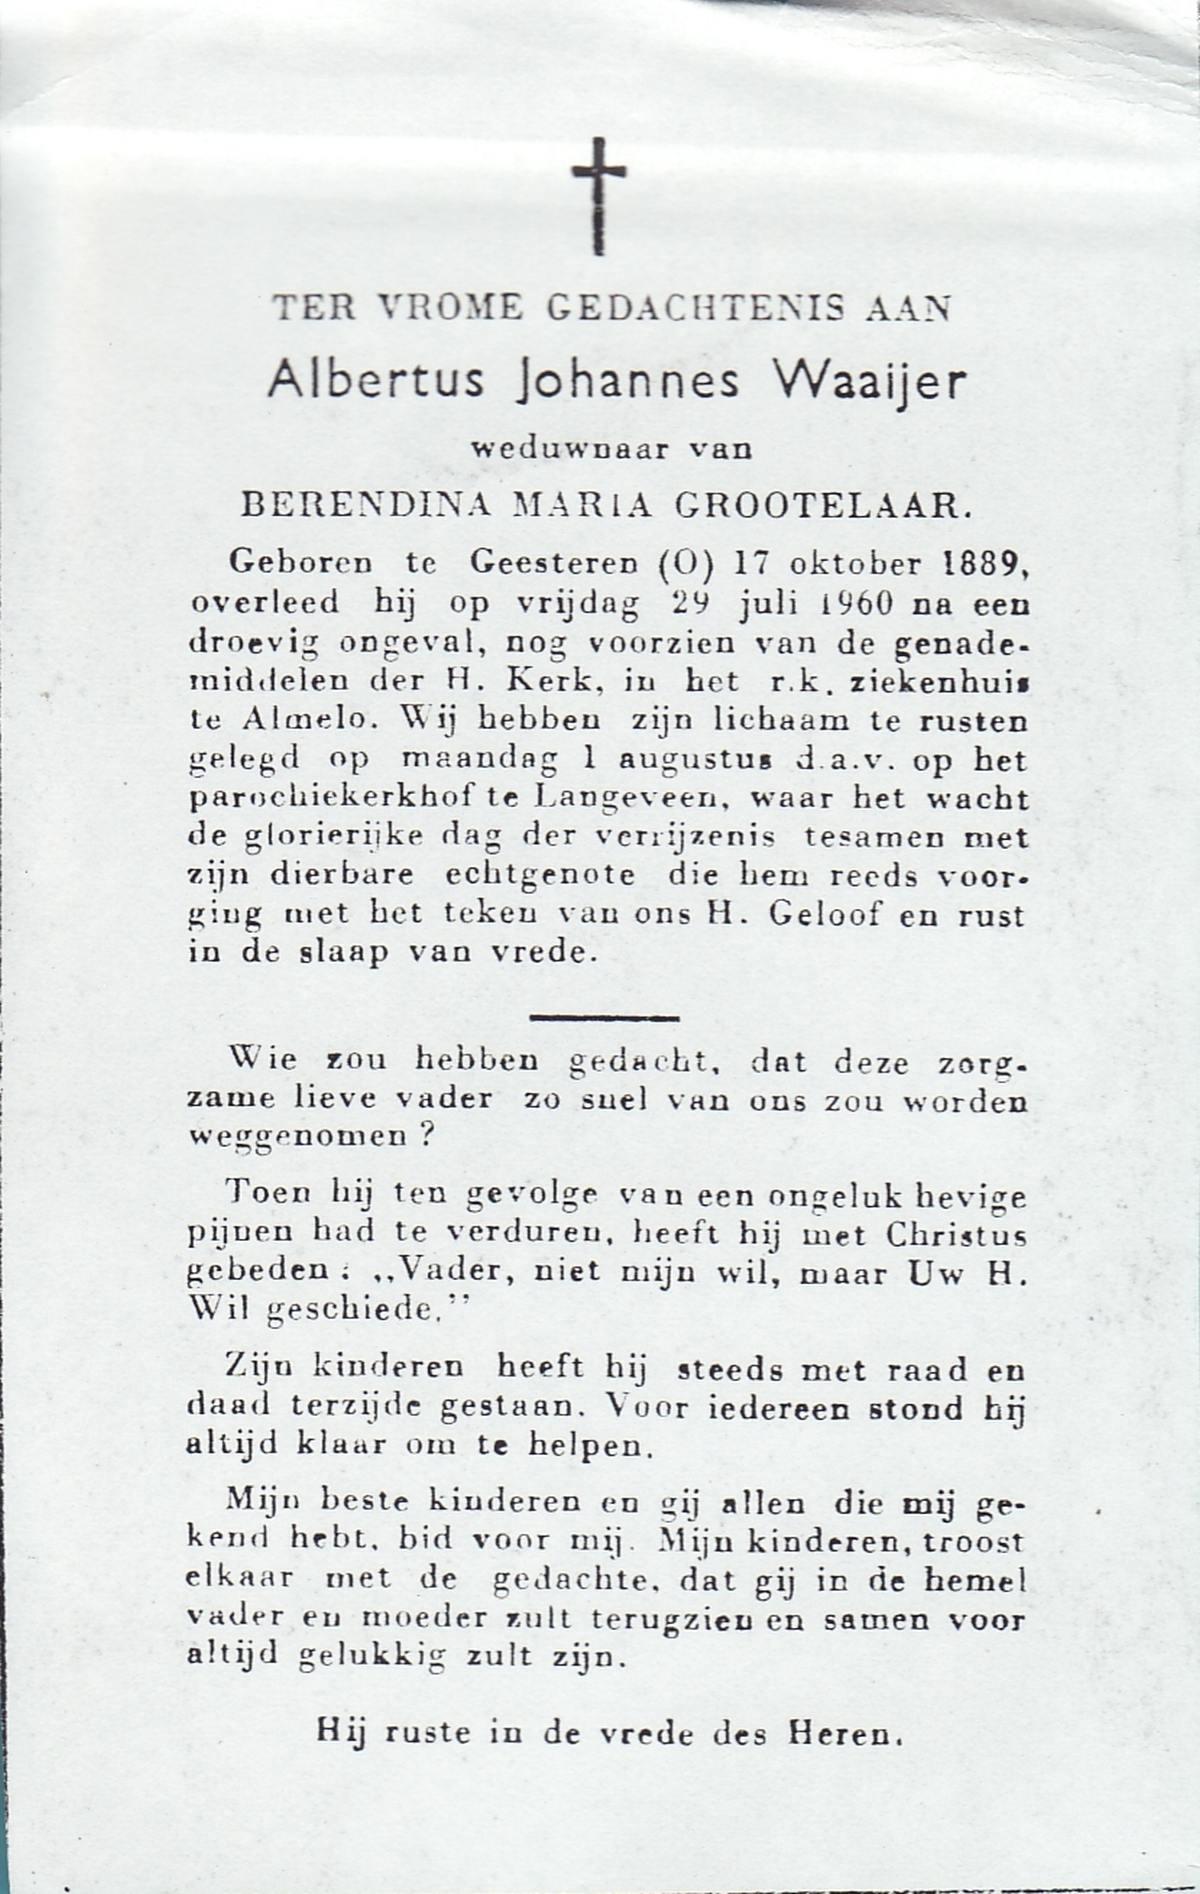 TER VROME GEDACHTENIS AAN
Albertus Johannes Waaijer
weduwnaar van
BERENDINA MARIA GROOTELAAR.
Geboren te Geesteren (O) 17 oktober 1889,
overleed hij op vrijdag 29 juli 1960 na een
droevig ongeval, nog voorzien van de genade-
middelen der H. Kerk, in het r.k. ziekenhuis
te Almelo. Wij hebben zijn lichaam te rusten
gelegd op maandag 1 augustus d.a.v. op het
parochiekerkhof te Langeveen, waar het wacht
de glorierijke dag der verrijzenis tesamen met
zijn dierbare echtgenote die hem reeds voor-
ging met het teken van ons H. Geloof en rust
in de slaap van vrede.
Wie zou hebben gedacht, dat deze zorg-
zame lieve vader zo snel van ons zou worden
weggenomen ?
Toen hij ten gevolge van een ongeluk hevige
pijnen had te verduren, heeft hij met Christus
gebeden : „Vader, niet mijn wil, maar Uw H.
Wil geschiede.”
Zijn kinderen heeft hij steeds met raad en
daad terzijde gestaan. Voor iedereen stond hij
altijd klaar om te helpen.
Mijn beste kinderen en gij allen die mij ge-
kend hebt, bid voor mij. Mijn kinderen, troost
elkaar met de gedachte, dat gij in de hemel
vader en moeder zult terugzien en samen voor
altijd gelukkig zult zijn.
Hij ruste in de vrede des Heren.